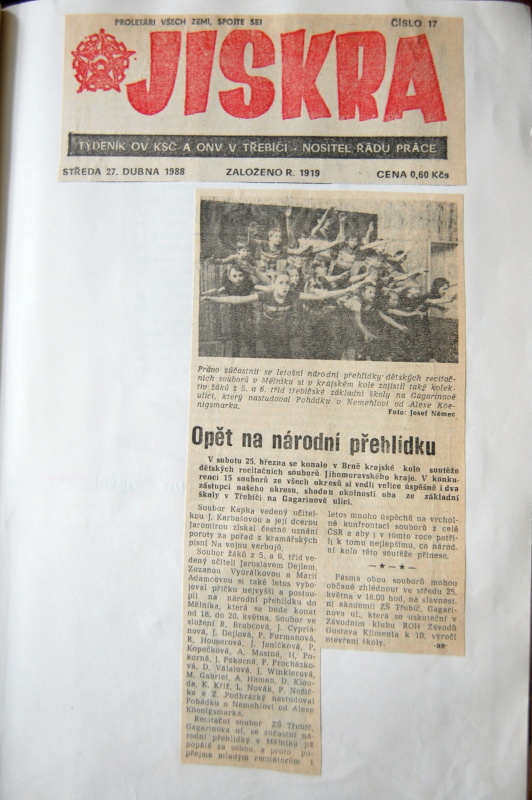 PROLETÁŘI VŠECH ZEMÍ, SPOJTE SE!
ČÍSLO 17
JISKRA
TÝDENÍK OV KSČ A ONV V TŘEBÍČI - NOSITEL ŘÁDU PRÁCE
STŘEDA 27. DUBNA 1988
ZALOŽENO R. 1919
CENA 0,60 Kčs
Právo zúčastnit se letošní národní přehlídky dětských recitač-
ních souborů v Mělníku si v krajském kole zajistil také kolek-
tiv žáků z 5. a 6. tříd třebíčské základní školy na Gagarinově
ulici, který nastudoval Pohádku o Nemehlovi od Alexe Köe-
nigsmarka.
Foto: Josef Němec
Opět na národní přehlídku
V sobotu 25. března se konalo v Brně krajské kolo soutěže
dětských recitačních souborů Jihomoravského kraje. V konku-
renci 15 souborů ze všech okresů si vedli velice úspěšně i dva
zástupci našeho okresu, shodou okolností oba ze základní
školy v Třebíči na Gagarinově ulici.
Soubor Kapka vedený učitel-
kou J. Karbašovou a její dcerou
Jaromírou získal čestné uznání
poroty za pořad z kramářských
písní Na vojnu verbujů.
Soubor žáků z 5. a 6. tříd ve-
dený učiteli Jaroslavem Dejlem,
Zuzanou Vyorálkovou a Marií
Adamcovou si také letos vybo-
joval příčku nejvyšší a postou-
pil na národní přehlídku do
Mělníka, která se bude konat
od 18. do 20. května. Soubor ve
složení R. Brabcová, J. Cypriá-
nová, J. Dejlová, P. Formanová,
R. Houserová, J. Janíčková, P.
Kopečková, A. Mastná, H. Po-
korná, J. Pokorná, P. Procházko-
vá, D. Válalová, J. Winklerová,
M. Gabriel, A. Haman, D. Klou-
da, K. Kříž, L. Novák, P. Nožič-
ka a Z. Podhrázký nastudoval
Pohádku o Nemehlovi od Alexe
Köenigsmarka.
Recitační soubor ZŠ Třebíč,
Gagarinova ul. se zúčastní ná-
rodní přehlídky v Mělníku již
popáté za sebou, a proto po-
přejme mladým recitátorům i
letos mnoho úspěchů na vrchol-
né konfrontaci souborů z celé
ČSR a aby i v tomto roce patři-
li k tomu nejlepšímu, co národ-
ní kolo této soutěže přinese.
Pásma obou souborů mohou
občané zhlédnout ve středu 25.
května v 18.00 hod. na slavnost-
ní akademii ZŠ Třebíč, Gagari-
nova ul., která se uskuteční v
Závodním klubu ROH Závodů
Gustava Klimenta k 10. výročí
otevření školy.
-ae-